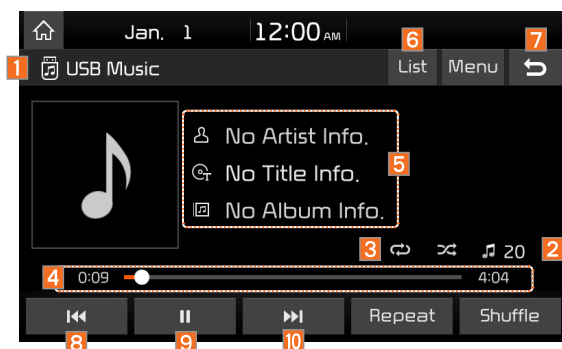 Jan. 1 12:00 AM
6 7
1 USB Music List Menu
No Artist Info.
No Title Info. 5
No Album Info.
3 20 2
4 0:09 4:04
Repeat Shuffle
8 9 10